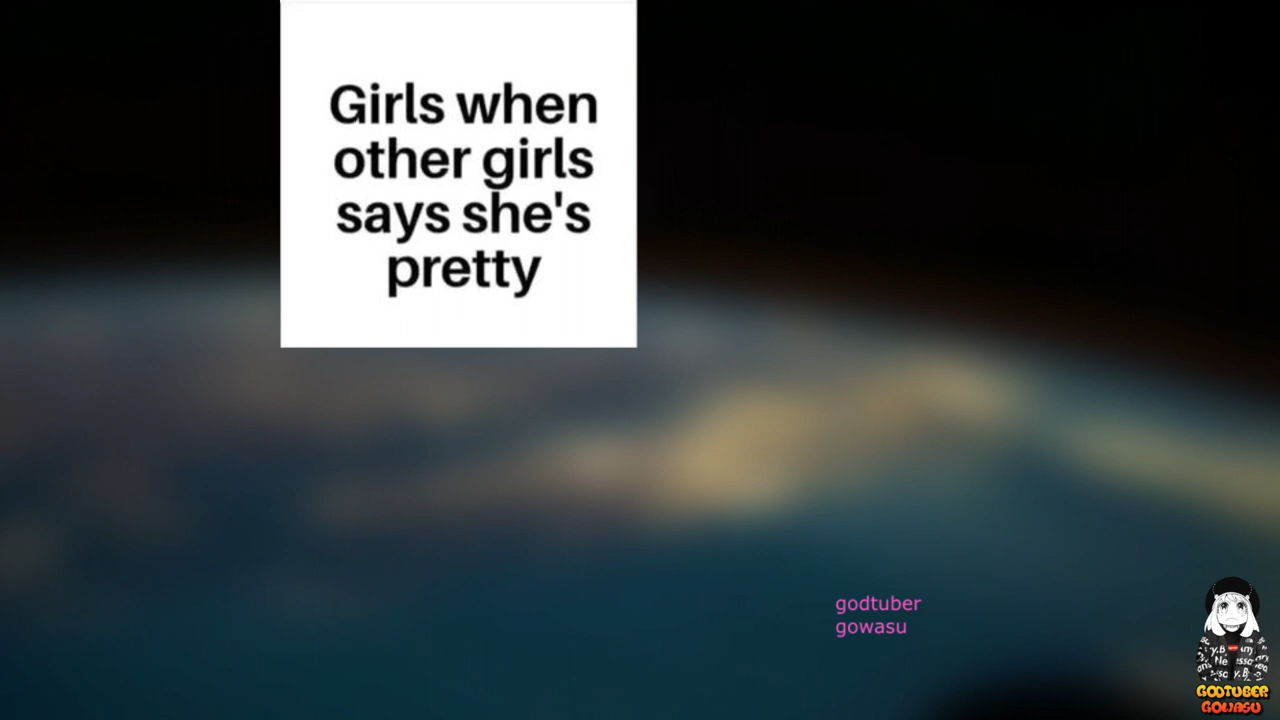 Girls when
other girls
says she's
pretty
godtuber
gowasu
GODTUBER
GOWASU